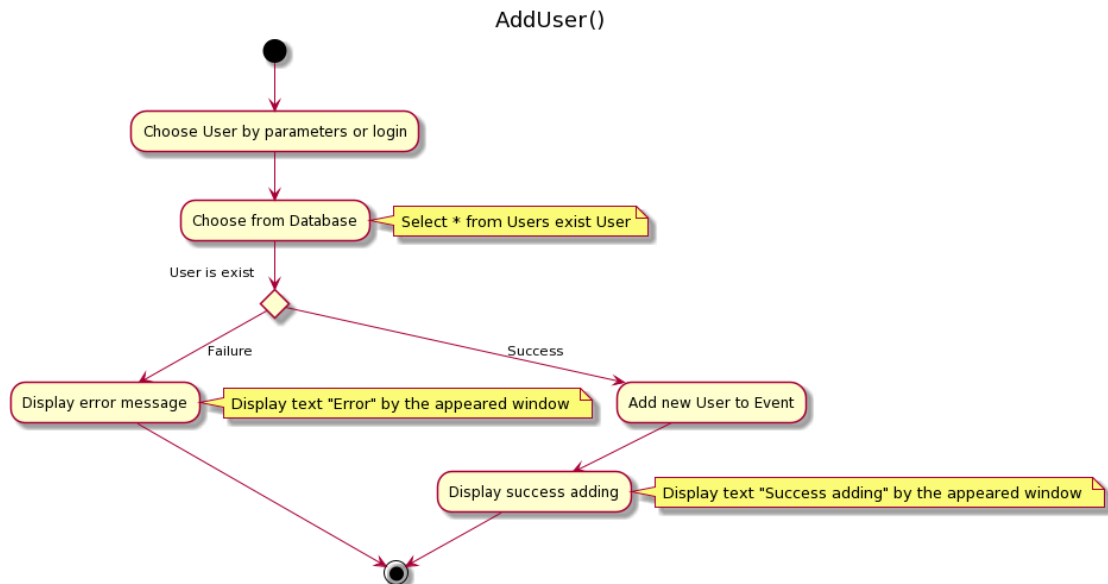 AddUser()
Choose User by parameters or login
Choose from Database
Select * from Users exist User
User is exist
Failure
Success
Display error message
Display text "Error" by the appeared window
Add new User to Event
Display success adding
Display text "Success adding" by the appeared window